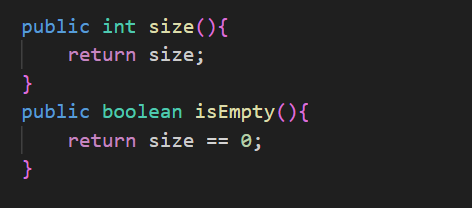 public int size(){
    return size;
}
public boolean isEmpty(){
    return size == 0;
}